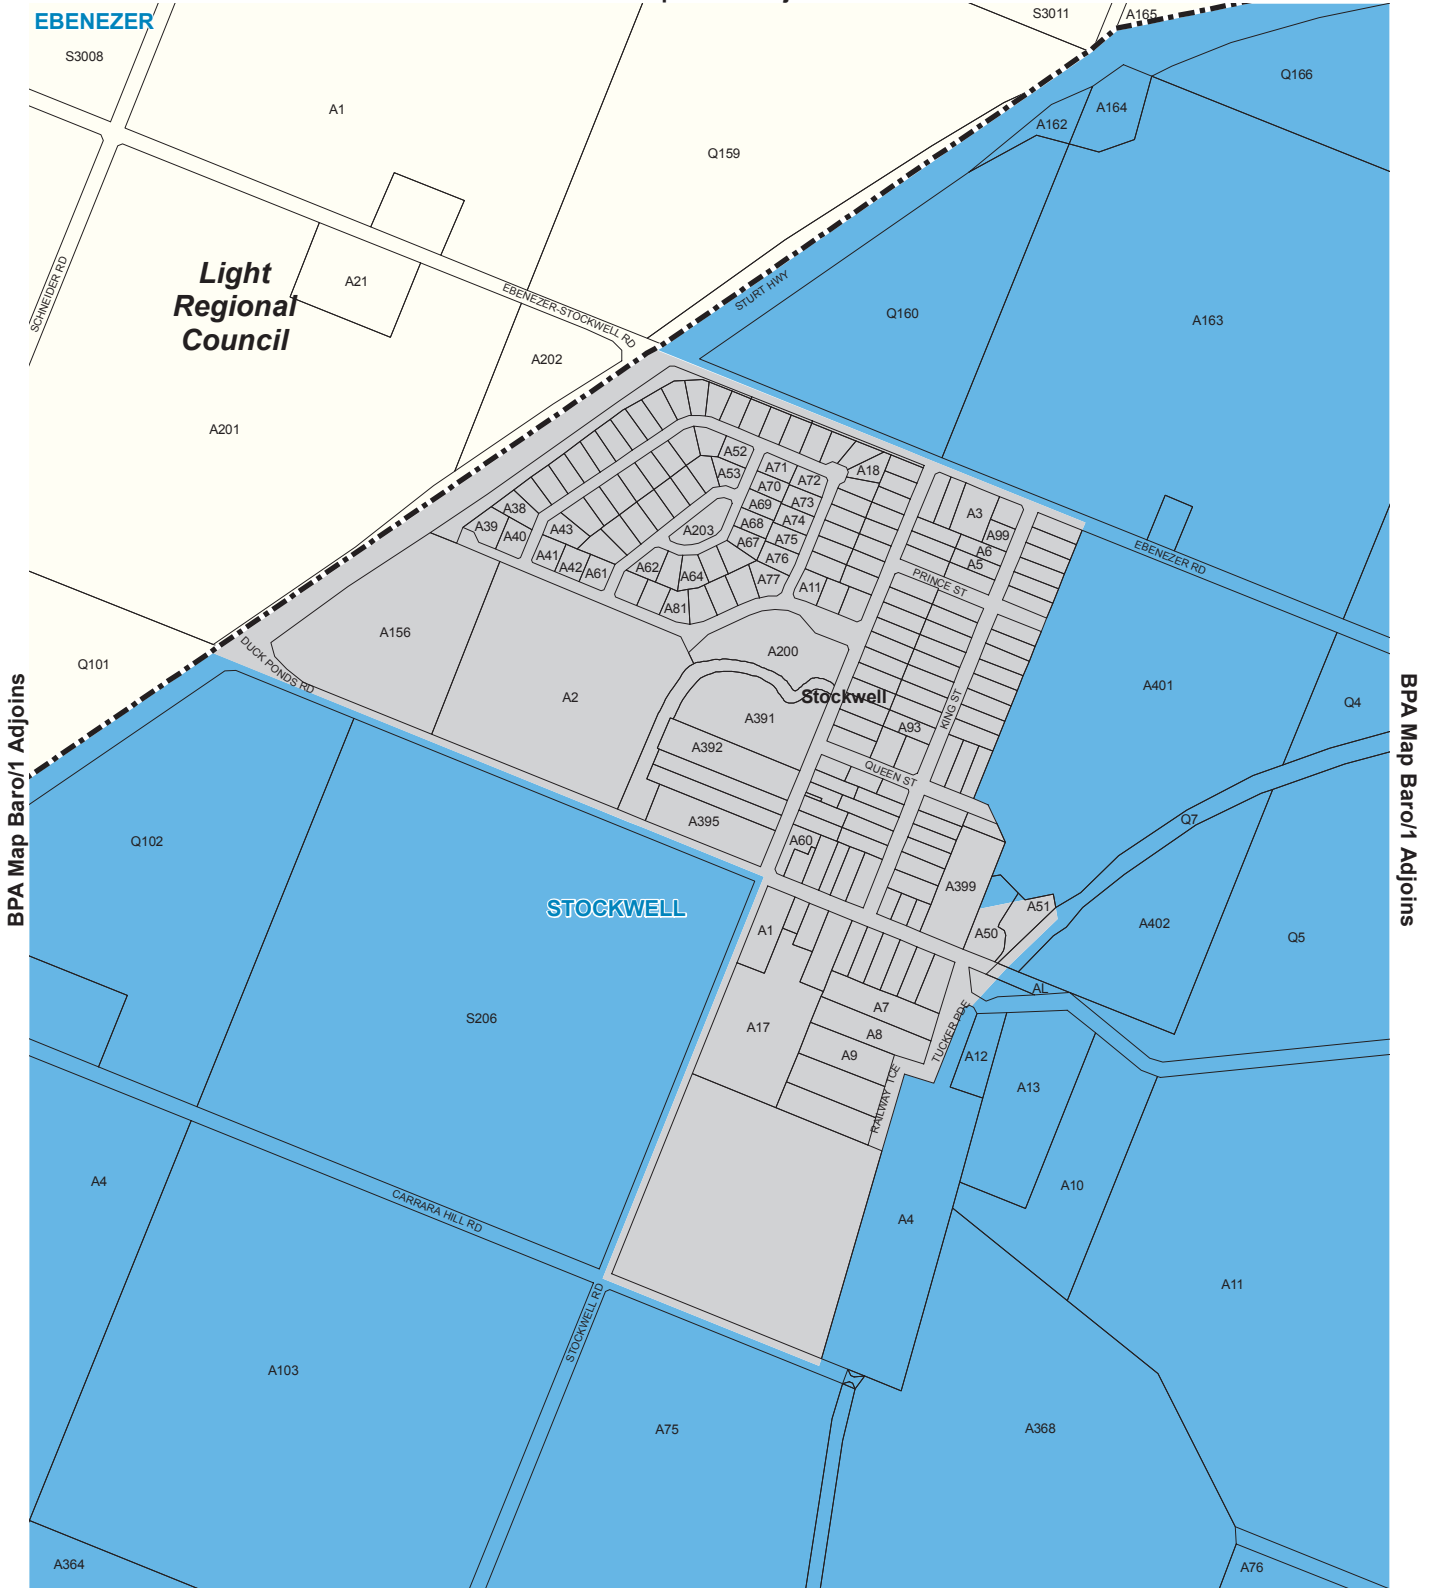 EBENEZER
S3011
A165
S3008
Q166
A1
A164
A162
Q159
SCHNEIDER RD
Light
Regional
Council
A21
EBENEZER-STOCKWELL RD
STURT HWY
Q160
A163
A202
A201
A52
A53
A71
A72
A18
A70
A69
A73
A68
A74
A67
A75
A76
A77
A38
A39
A40
A43
A203
A3
A99
A6
A5
A41
A42
A61
A62
A64
A81
A11
PRINCE ST
EBENEZER RD
A156
DUCK PONDS RD
Q101
A200
A2
Stockwell
A391
A392
A93
KING ST
A401
Q4
BPA Map Baro/1 Adjoins
BPA Map Baro/1 Adjoins
QUEEN ST
Q102
A395
A60
Q7
A399
STOCKWELL
A51
A50
A1
A402
Q5
AL
S206
A17
A7
A8
A9
TUCKER PDE
RAILWAY TCE
A12
A13
A4
CARRARA HILL RD
A10
A4
A11
STOCKWELL RD
A103
A75
A368
A364
A76